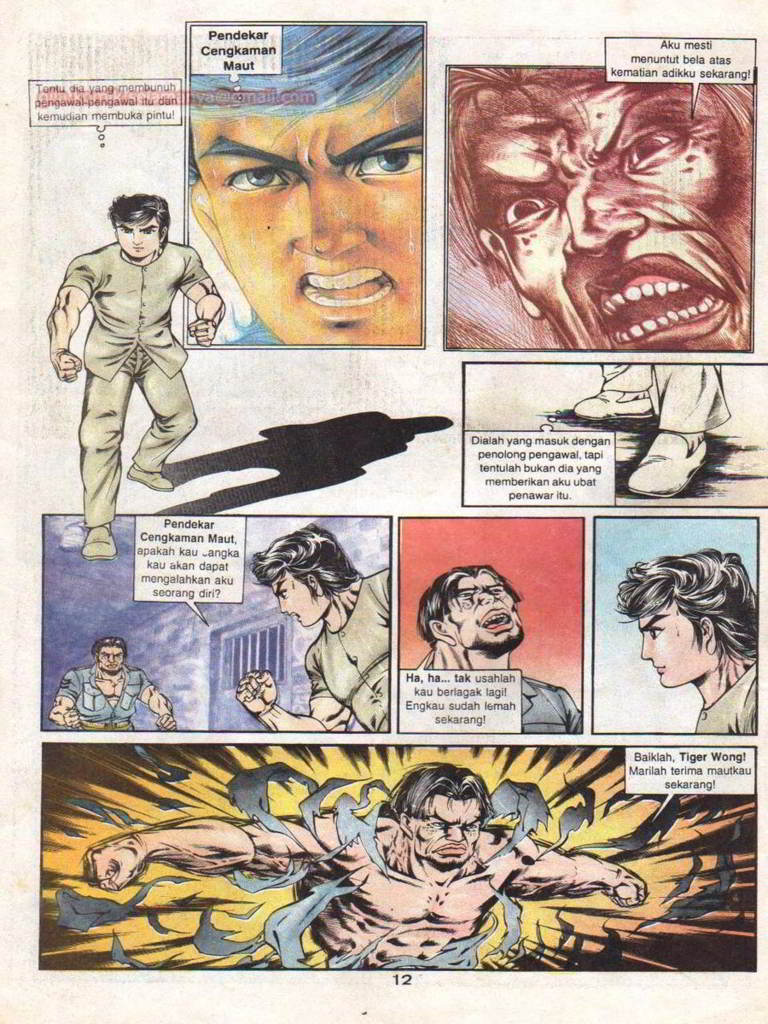 Pendekar
Cengkaman
Maut
Tentu dia yang membunuh
pengawal-pengawal itu dan
kemudian membuka pintu!
Aku mesti
menuntut bela atas
kematian adikku sekarang!
Dialah yang masuk dengan
penolong pengawal, tapi
tentulah bukan dia yang
memberikan aku ubat
penawar itu.
Pendekar
Cengkaman Maut,
apakah kau sangka
kau akan dapat
mengalahkan aku
seorang diri?
Ha, ha... tak usahlah
kau berlagak lagi!
Engkau sudah lemah
sekarang!
Baiklah, Tiger Wong!
Marilah terima mautkau
sekarang!
12